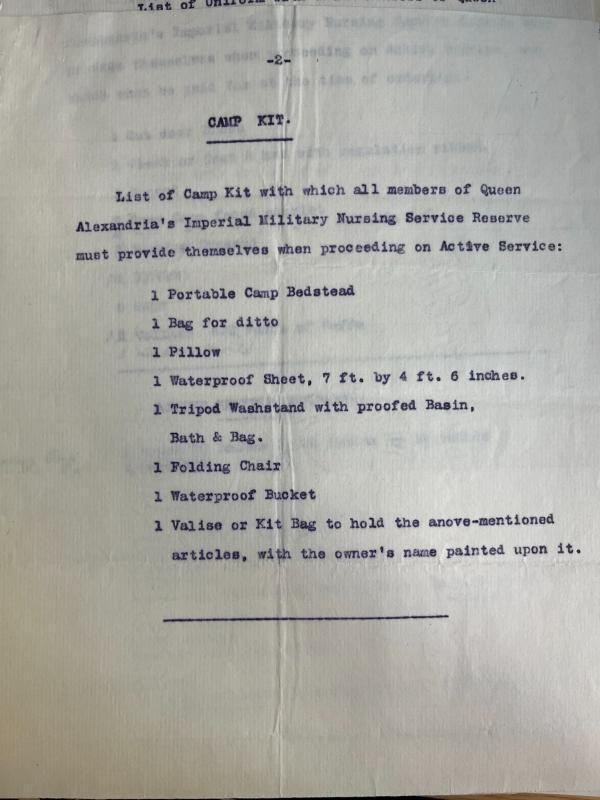 List of Uniform
-2-
CAMP KIT.
List of Camp Kit with which all members of Queen
Alexandria's Imperial Military Nursing Service Reserve
must provide themselves when proceeding on Active Service:
1 Portable Camp Bedstead
1 Bag for ditto
1 Pillow
1 Waterproof Sheet, 7 ft. by 4 ft. 6 inches.
1 Tripod Washstand with proofed Basin,
Bath & Bag.
1 Folding Chair
1 Waterproof Bucket
1 Valise or Kit Bag to hold the anove-mentioned
articles, with the owner's name painted upon it.